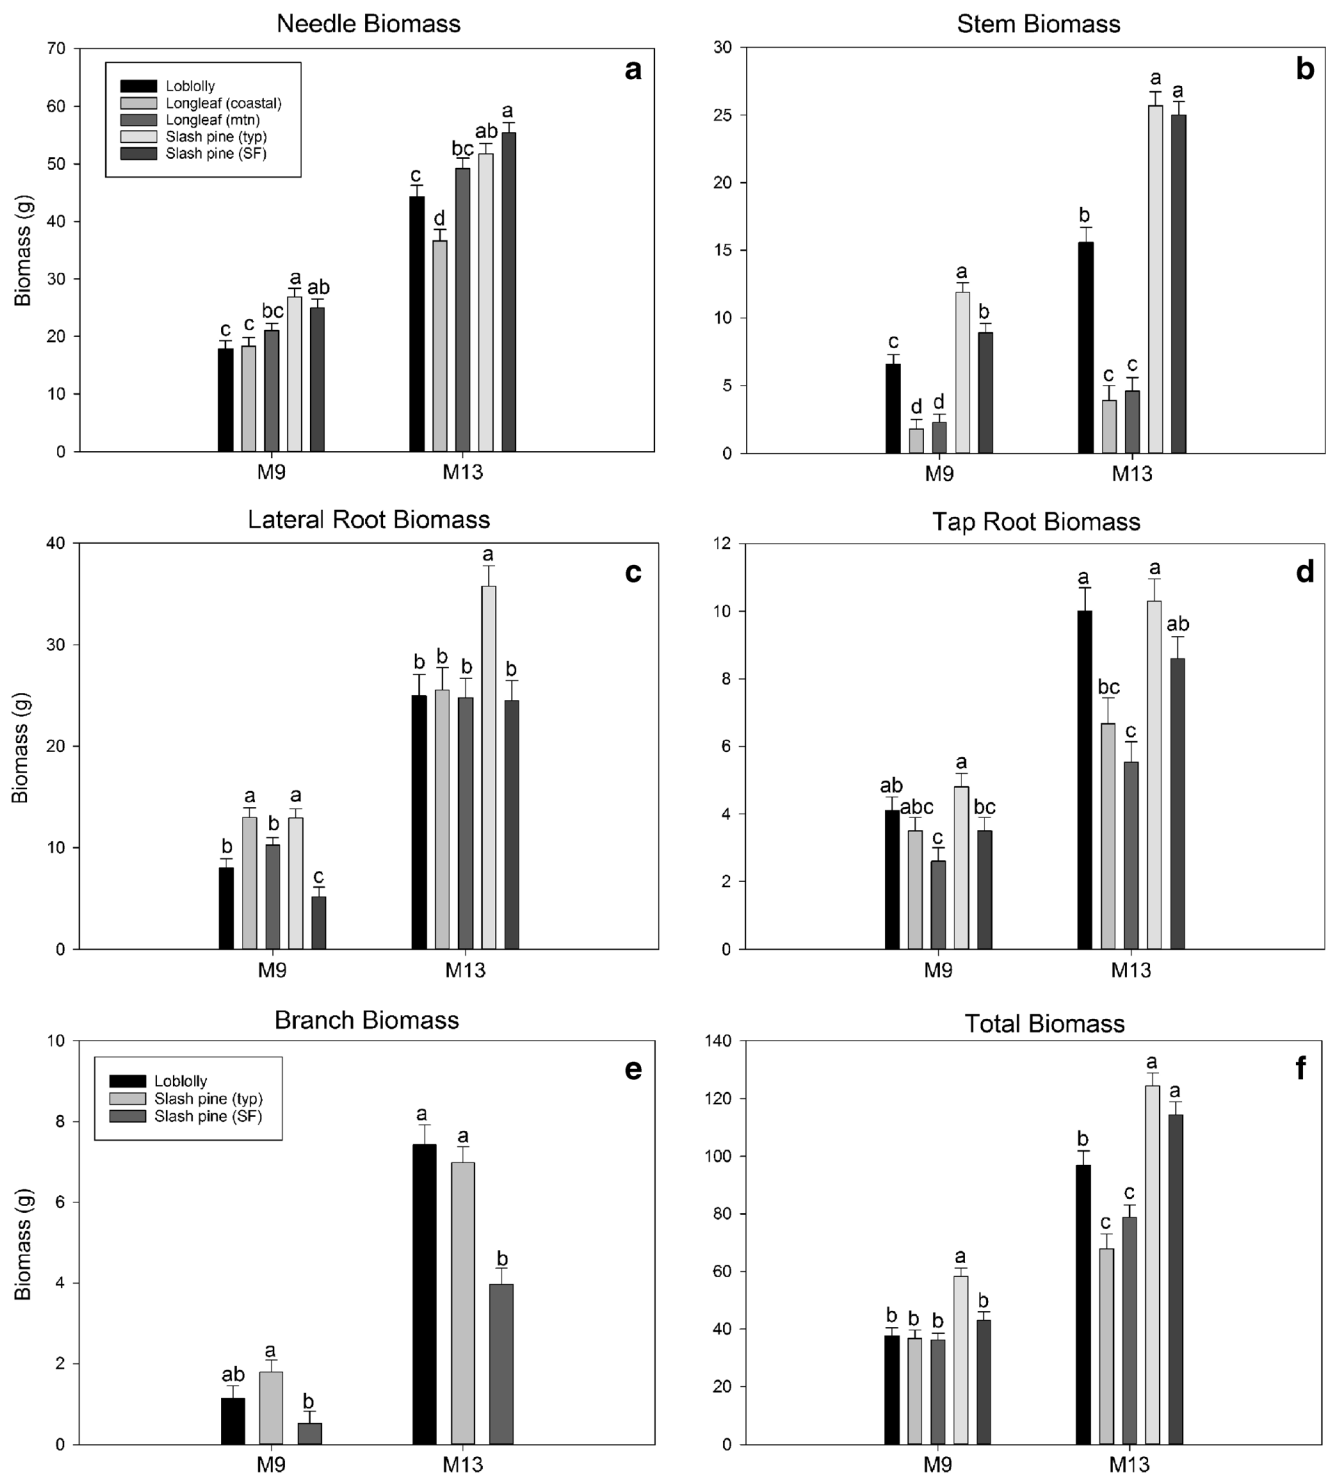 Needle Biomass
70
60
50
40
30
20
10
0
Biomass (g)
a
Loblolly
Longleaf (coastal)
Longleaf (mtn)
Slash pine (typ)
Slash pine (SF)
c c bc a ab
c d bc ab a
M9 M13
Stem Biomass
30
25
20
15
10
5
0
b
c d d a b
b c c a a
M9 M13
Lateral Root Biomass
40
30
20
10
0
Biomass (g)
c
b a b a c
b b b a b
M9 M13
Tap Root Biomass
12
10
8
6
4
2
0
d
ab abc c a bc
a bc c a ab
M9 M13
Branch Biomass
10
8
6
4
2
0
Biomass (g)
e
Loblolly
Slash pine (typ)
Slash pine (SF)
ab a b
a a b
M9 M13
Total Biomass
140
120
100
80
60
40
20
0
f
b b b a b
b c c a a
M9 M13